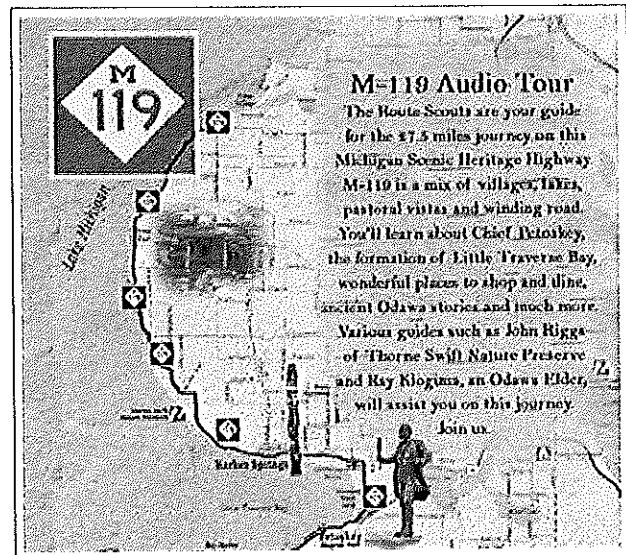 M
119
M-119 Audio Tour
The Route Scouts are your guide
for the 27.5 miles journey on this
Michigan Scenic Heritage Highway
M-119 is a mix of villages, lakes,
pastoral vistas and winding road.
You'll learn about Chief Petoskey,
the formation of Little Traverse Bay,
wonderful places to shop and dine,
ancient Odawa stories and much more.
Various guides such as John Riggs
of Thorne Swift Nature Preserve
and Ray Kiogima, an Odawa Elder,
will assist you on this journey.
Join us
Lake Michigan
Harbor Springs
Petoskey